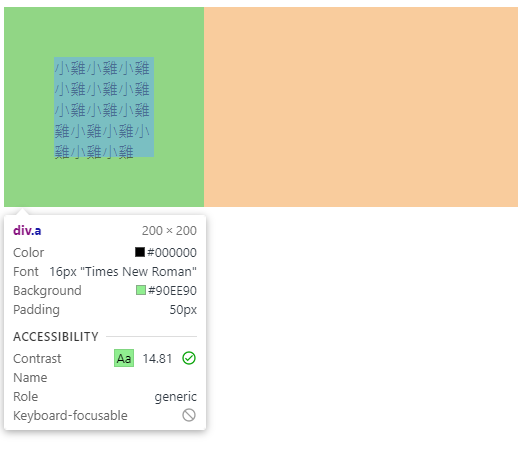 小雞小雞小雞
小雞小雞小雞
小雞小雞小雞
雞小雞小雞小
雞小雞小雞
div.a 200 × 200
Color #000000
Font 16px "Times New Roman"
Background #90EE90
Padding 50px
ACCESSIBILITY
Contrast Aa 14.81
Name
Role generic
Keyboard-focusable